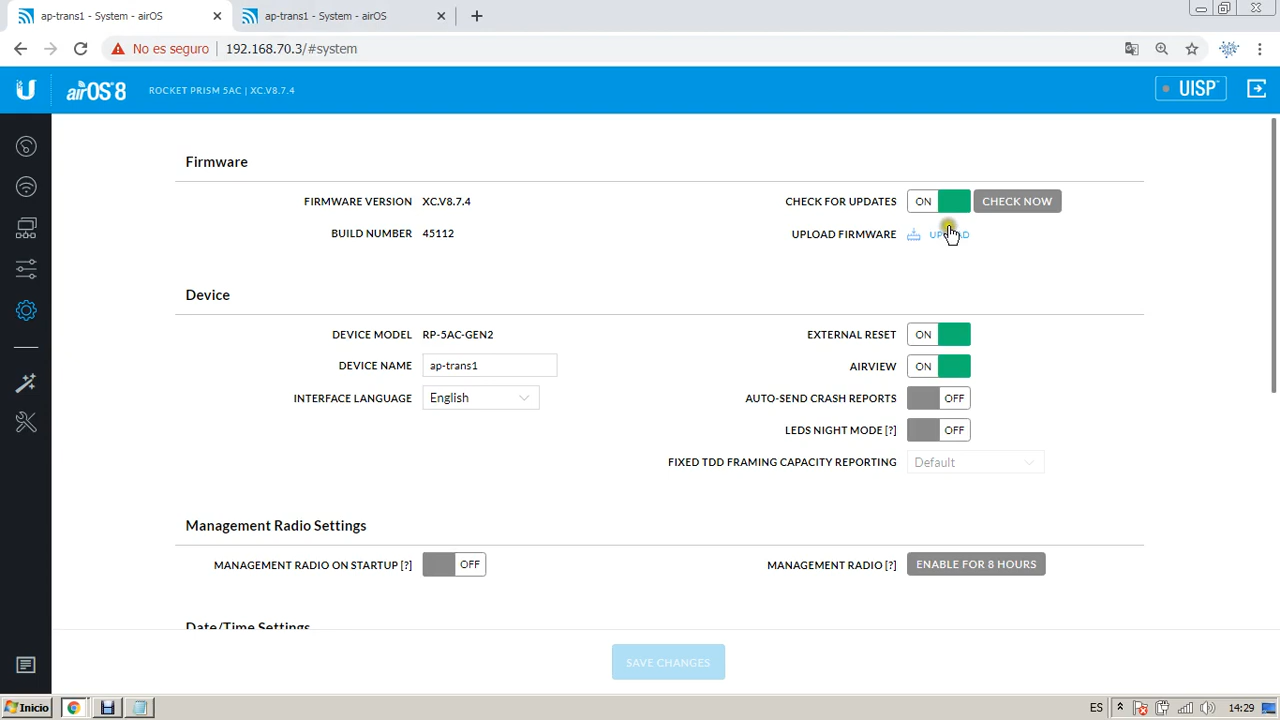 ap-trans1 - System - airOS
ap-trans1 - System - airOS
No es seguro 192.168.70.3/#system
airOS 8 ROCKET PRISM 5AC | XC.V8.7.4 UISP
Firmware
FIRMWARE VERSION XC.V8.7.4 CHECK FOR UPDATES ON CHECK NOW
BUILD NUMBER 45112 UPLOAD FIRMWARE
Device
DEVICE MODEL RP-5AC-GEN2 EXTERNAL RESET ON
DEVICE NAME ap-trans1 AIRVIEW ON
INTERFACE LANGUAGE English AUTO-SEND CRASH REPORTS OFF
LEDS NIGHT MODE [?] OFF
FIXED TDD FRAMING CAPACITY REPORTING Default
Management Radio Settings
MANAGEMENT RADIO ON STARTUP [?] OFF MANAGEMENT RADIO [?] ENABLE FOR 8 HOURS
Date/Time Settings
SAVE CHANGES
Inicio ES 14:29